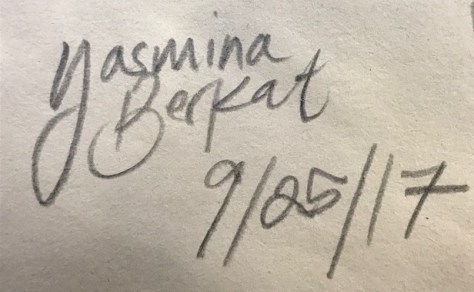 Yasmina
Berkat
9/25/17